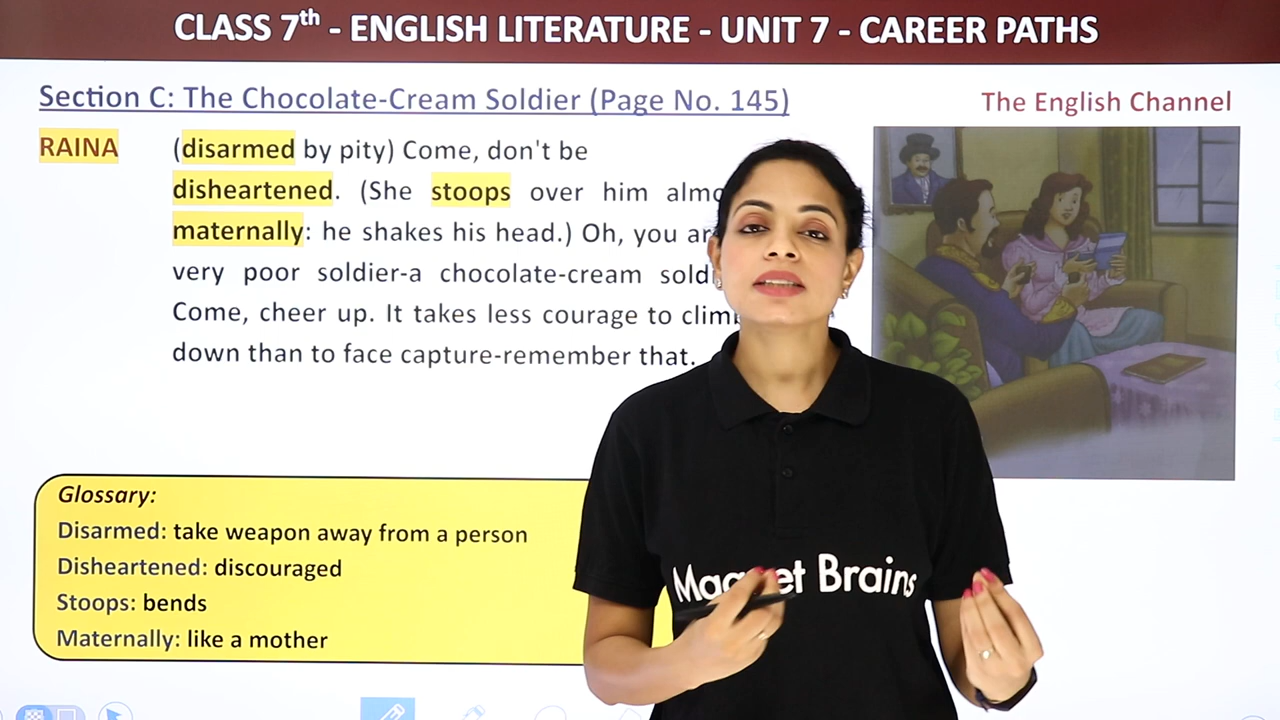 CLASS 7th - ENGLISH LITERATURE - UNIT 7 - CAREER PATHS
Section C: The Chocolate-Cream Soldier (Page No. 145)
The English Channel
RAINA
(disarmed by pity) Come, don't be
disheartened. (She stoops over him
maternally: he shakes his head.) Oh, you
very poor soldier-a chocolate-cream
Come, cheer up. It takes less courage to
down than to face capture-remember that.
Glossary:
Disarmed: take weapon away from a person
Disheartened: discouraged
Stoops: bends
Maternally: like a mother
Brains